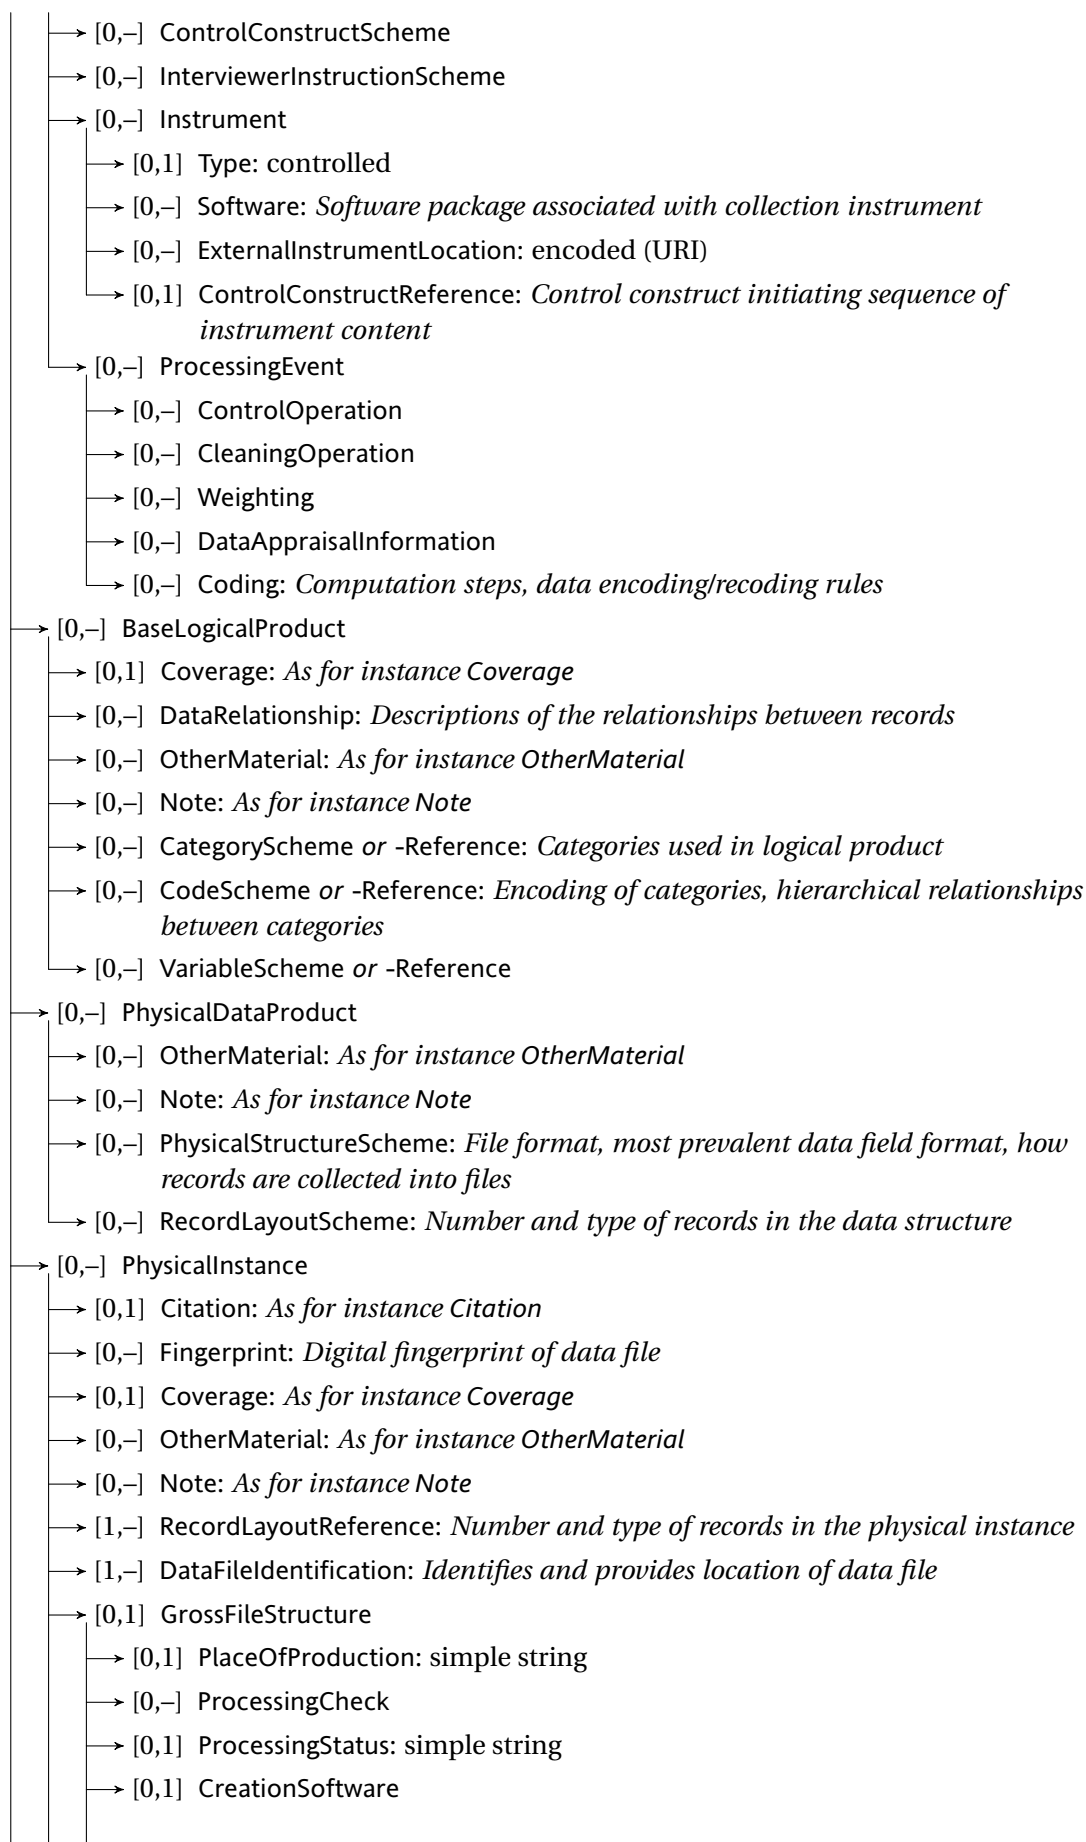 [0,–] ControlConstructScheme
[0,–] InterviewerInstructionScheme
[0,–] Instrument
[0,1] Type: controlled
[0,–] Software: Software package associated with collection instrument
[0,–] ExternalInstrumentLocation: encoded (URI)
[0,1] ControlConstructReference: Control construct initiating sequence of
instrument content
[0,–] ProcessingEvent
[0,–] ControlOperation
[0,–] CleaningOperation
[0,–] Weighting
[0,–] DataAppraisalInformation
[0,–] Coding: Computation steps, data encoding/recoding rules
[0,–] BaseLogicalProduct
[0,1] Coverage: As for instance Coverage
[0,–] DataRelationship: Descriptions of the relationships between records
[0,–] OtherMaterial: As for instance OtherMaterial
[0,–] Note: As for instance Note
[0,–] CategoryScheme or -Reference: Categories used in logical product
[0,–] CodeScheme or -Reference: Encoding of categories, hierarchical relationships
between categories
[0,–] VariableScheme or -Reference
[0,–] PhysicalDataProduct
[0,–] OtherMaterial: As for instance OtherMaterial
[0,–] Note: As for instance Note
[0,–] PhysicalStructureScheme: File format, most prevalent data field format, how
records are collected into files
[0,–] RecordLayoutScheme: Number and type of records in the data structure
[0,–] PhysicalInstance
[0,1] Citation: As for instance Citation
[0,–] Fingerprint: Digital fingerprint of data file
[0,1] Coverage: As for instance Coverage
[0,–] OtherMaterial: As for instance OtherMaterial
[0,–] Note: As for instance Note
[1,–] RecordLayoutReference: Number and type of records in the physical instance
[1,–] DataFileIdentification: Identifies and provides location of data file
[0,1] GrossFileStructure
[0,1] PlaceOfProduction: simple string
[0,–] ProcessingCheck
[0,1] ProcessingStatus: simple string
[0,1] CreationSoftware